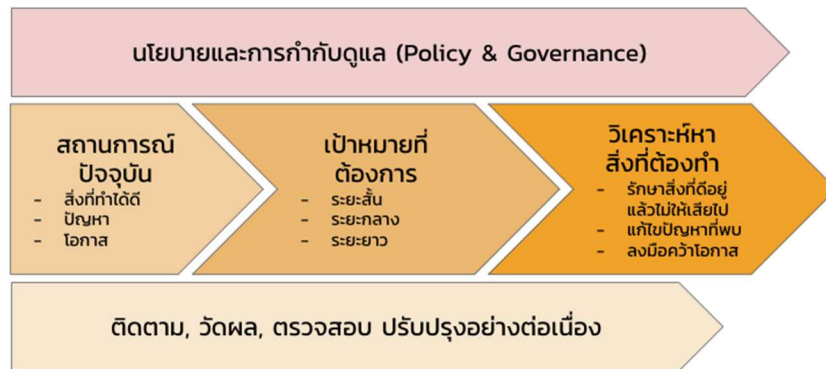 นโยบายและการกำกับดูแล (Policy & Governance)
สถานการณ์
ปัจจุบัน
- สิ่งที่ทำได้ดี
- ปัญหา
- โอกาส
เป้าหมายที่
ต้องการ
- ระยะสั้น
- ระยะกลาง
- ระยะยาว
วิเคราะห์หา
สิ่งที่ต้องทำ
- รักษาสิ่งที่ดีอยู่
แล้วไม่ให้เสียไป
- แก้ไขปัญหาที่พบ
- ลงมือคว้าโอกาส
ติดตาม, วัดผล, ตรวจสอบ ปรับปรุงอย่างต่อเนื่อง